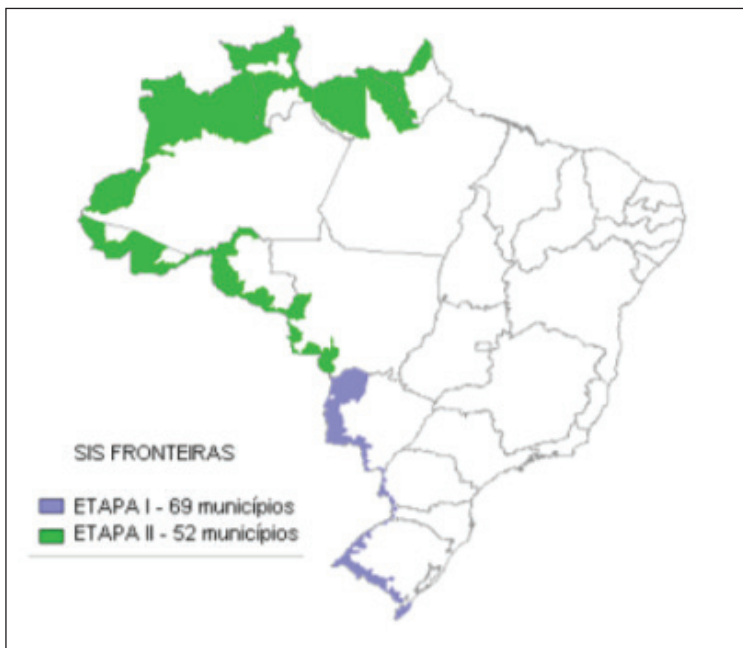 SIS FRONTEIRAS
ETAPA I - 69 municípios
ETAPA II - 52 municípios